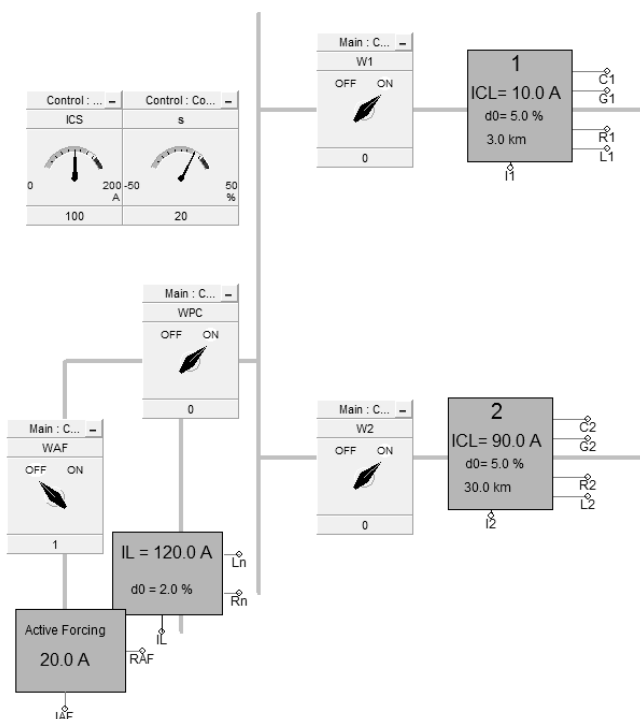 Main : C... –
W1
OFF ON
0
1
ICL= 10.0 A
d0= 5.0 %
3.0 km
C1
G1
R1
L1
I1
Control : ... –
ICS
0 200
A
100
Control : Co... –
s
-50 50
%
20
Main : C... –
WPC
OFF ON
0
Main : C... –
W2
OFF ON
0
2
ICL= 90.0 A
d0= 5.0 %
30.0 km
C2
G2
R2
L2
I2
Main : C... –
WAF
OFF ON
1
IL = 120.0 A
d0 = 2.0 %
Ln
Rn
IL
Active Forcing
20.0 A
RAF
IAF